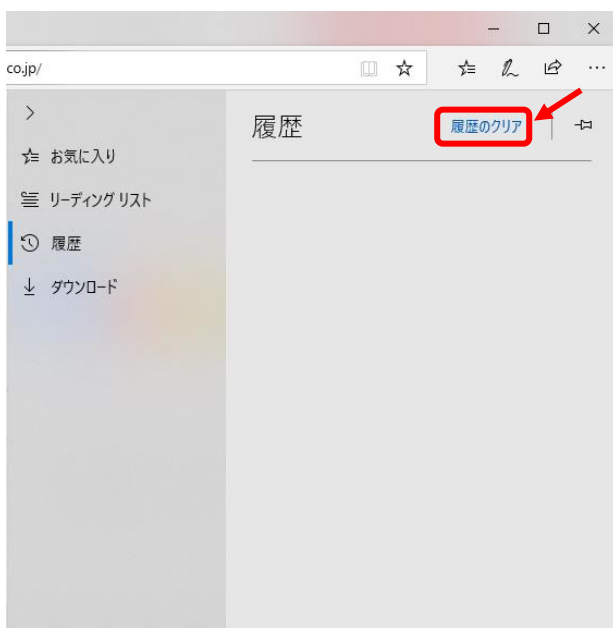 co.jp/
履歴
履歴のクリア
お気に入り
リーディング リスト
履歴
ダウンロード